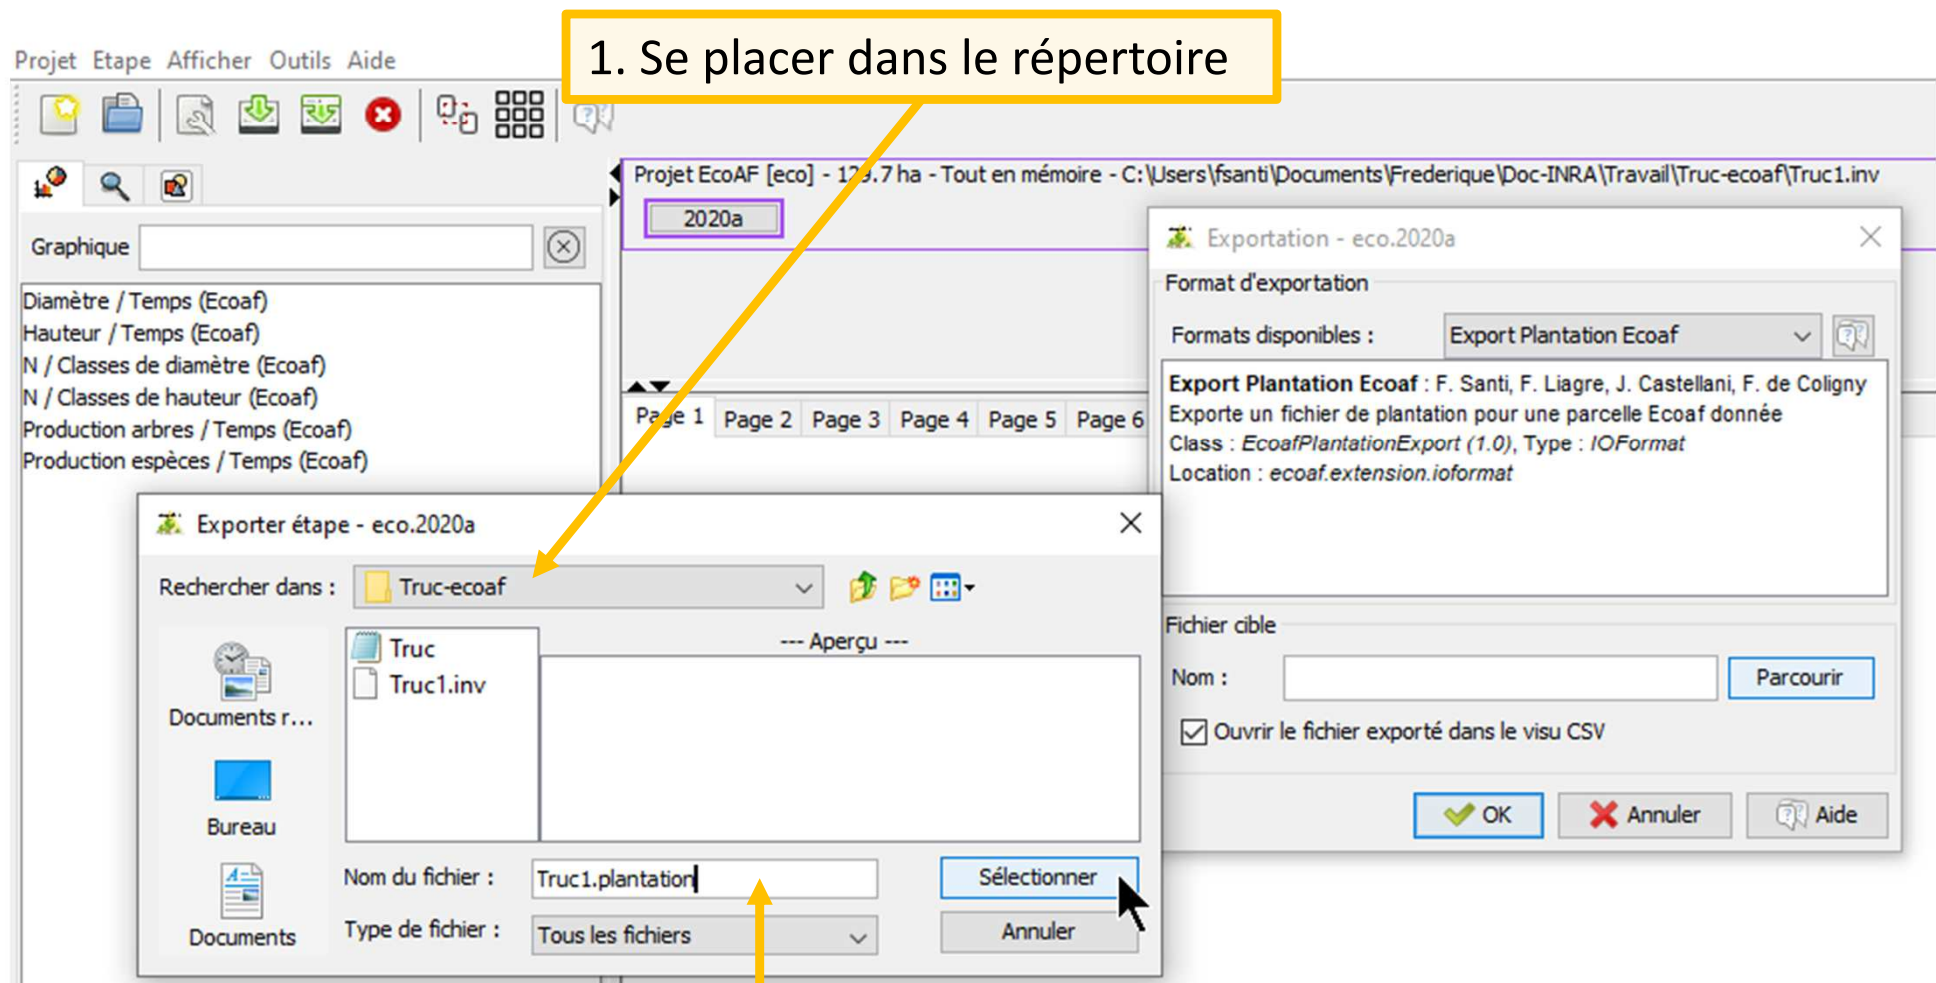 1. Se placer dans le répertoire
Projet Etape Afficher Outils Aide
Projet EcoAF [eco] - 129.7 ha - Tout en mémoire - C:\Users\fsanti\Documents\Frederique\Doc-INRA\Travail\Truc-ecoaf\Truc1.inv
2020a
Graphique
Diamètre / Temps (Ecoaf)
Hauteur / Temps (Ecoaf)
N / Classes de diamètre (Ecoaf)
N / Classes de hauteur (Ecoaf)
Production arbres / Temps (Ecoaf)
Production espèces / Temps (Ecoaf)
Page 1 Page 2 Page 3 Page 4 Page 5 Page 6
Exportation - eco.2020a
Format d'exportation
Formats disponibles : Export Plantation Ecoaf
Export Plantation Ecoaf : F. Santi, F. Liagre, J. Castellani, F. de Coligny
Exporte un fichier de plantation pour une parcelle Ecoaf donnée
Class : EcoafPlantationExport (1.0), Type : IOFormat
Location : ecoaf.extension.ioformat
Fichier cible
Nom : Parcourir
Ouvrir le fichier exporté dans le visu CSV
OK Annuler Aide
Exporter étape - eco.2020a
Rechercher dans : Truc-ecoaf
--- Aperçu ---
Truc
Truc1.inv
Documents r...
Bureau
Documents
Nom du fichier : Truc1.plantation Sélectionner
Type de fichier : Tous les fichiers Annuler